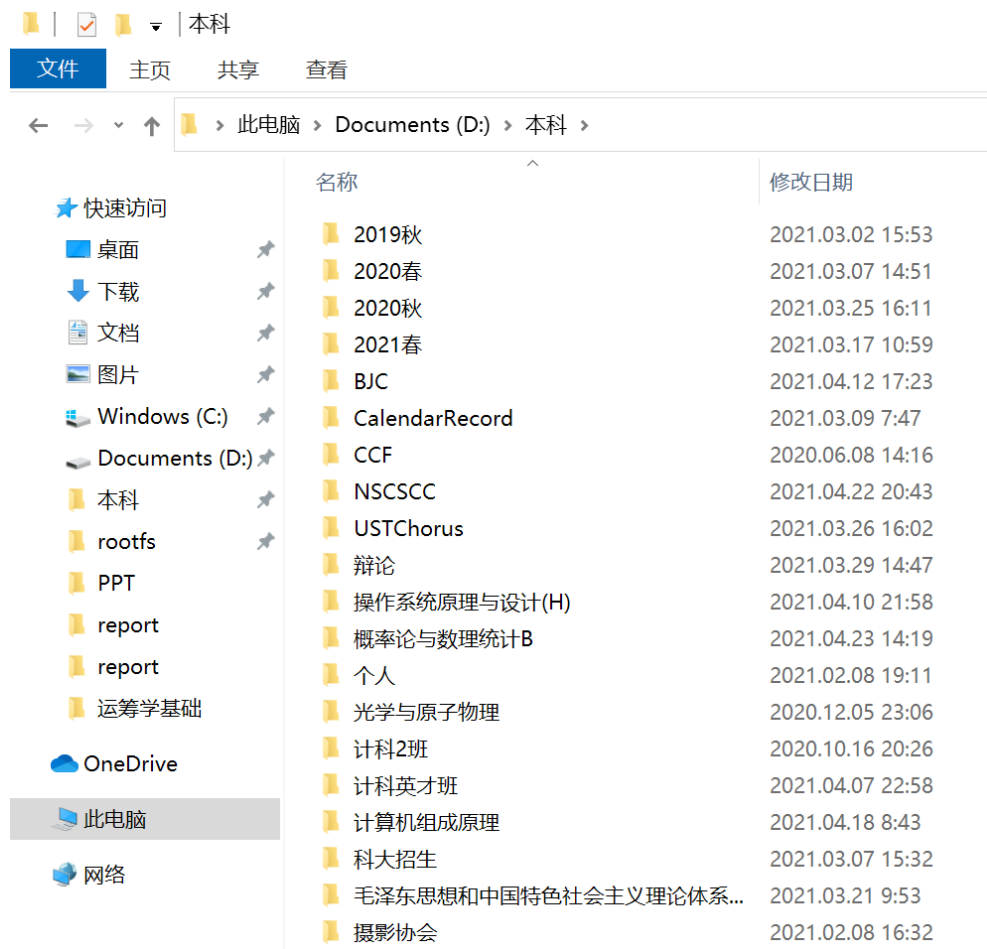 本科
文件 主页 共享 查看
此电脑 Documents (D:) 本科
名称 修改日期
快速访问
桌面
下载
文档
图片
Windows (C:)
Documents (D:)
本科
rootfs
PPT
report
report
运筹学基础
OneDrive
此电脑
网络
2019秋 2021.03.02 15:53
2020春 2021.03.07 14:51
2020秋 2021.03.25 16:11
2021春 2021.03.17 10:59
BJC 2021.04.12 17:23
CalendarRecord 2021.03.09 7:47
CCF 2020.06.08 14:16
NSCSCC 2021.04.22 20:43
USTChorus 2021.03.26 16:02
辩论 2021.03.29 14:47
操作系统原理与设计(H) 2021.04.10 21:58
概率论与数理统计B 2021.04.23 14:19
个人 2021.02.08 19:11
光学与原子物理 2020.12.05 23:06
计科2班 2020.10.16 20:26
计科英才班 2021.04.07 22:58
计算机组成原理 2021.04.18 8:43
科大招生 2021.03.07 15:32
毛泽东思想和中国特色社会主义理论体系... 2021.03.21 9:53
摄影协会 2021.02.08 16:32